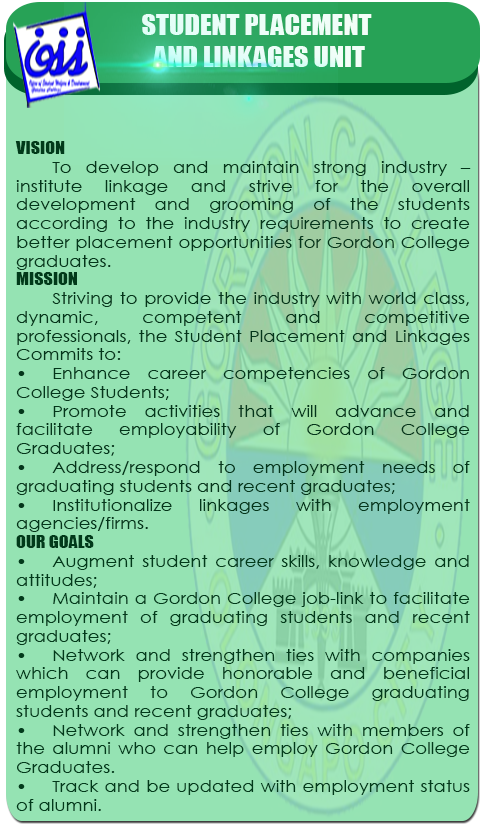 STUDENT PLACEMENT
AND LINKAGES UNIT
VISION
To develop and maintain strong industry –
institute linkage and strive for the overall
development and grooming of the students
according to the industry requirements to create
better placement opportunities for Gordon College
graduates.
MISSION
Striving to provide the industry with world class,
dynamic, competent and competitive
professionals, the Student Placement and Linkages
Commits to:
• Enhance career competencies of Gordon
College Students;
• Promote activities that will advance and
facilitate employability of Gordon College
Graduates;
• Address/respond to employment needs of
graduating students and recent graduates;
• Institutionalize linkages with employment
agencies/firms.
OUR GOALS
• Augment student career skills, knowledge and
attitudes;
• Maintain a Gordon College job-link to facilitate
employment of graduating students and recent
graduates;
• Network and strengthen ties with companies
which can provide honorable and beneficial
employment to Gordon College graduating
students and recent graduates;
• Network and strengthen ties with members of
the alumni who can help employ Gordon College
Graduates.
• Track and be updated with employment status
of alumni.
GORDON COLLEGE
OLONGAPO CITY